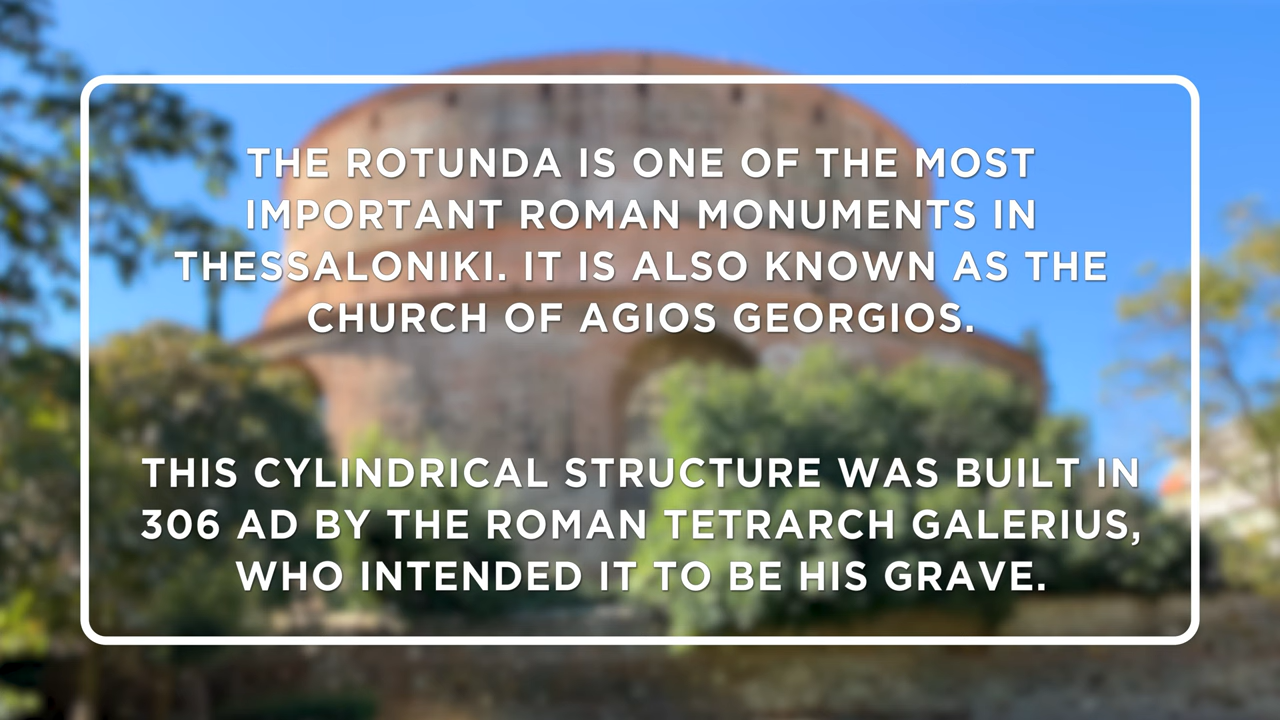 THE ROTUNDA IS ONE OF THE MOST
IMPORTANT ROMAN MONUMENTS IN
THESSALONIKI. IT IS ALSO KNOWN AS THE
CHURCH OF AGIOS GEORGIOS.
THIS CYLINDRICAL STRUCTURE WAS BUILT IN
306 AD BY THE ROMAN TETRARCH GALERIUS,
WHO INTENDED IT TO BE HIS GRAVE.